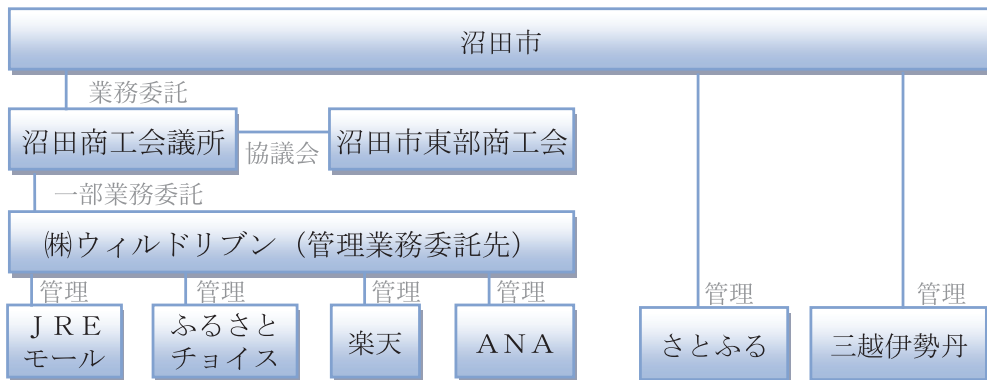 沼田市
業務委託
沼田商工会議所
協議会
沼田市東部商工会
一部業務委託
㈱ウィルドリブン（管理業務委託先）
管理
管理
管理
管理
管理
管理
ＪＲＥ
モール
ふるさと
チョイス
楽天
ＡＮＡ
さとふる
三越伊勢丹